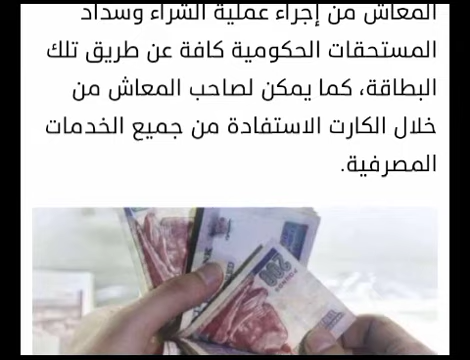 المعاش من إجراء عملية الشراء وسداد
المستحقات الحكومية كافة عن طريق تلك
البطاقة، كما يمكن لصاحب المعاش من
خلال الكارت الاستفادة من جميع الخدمات
المصرفية.
200